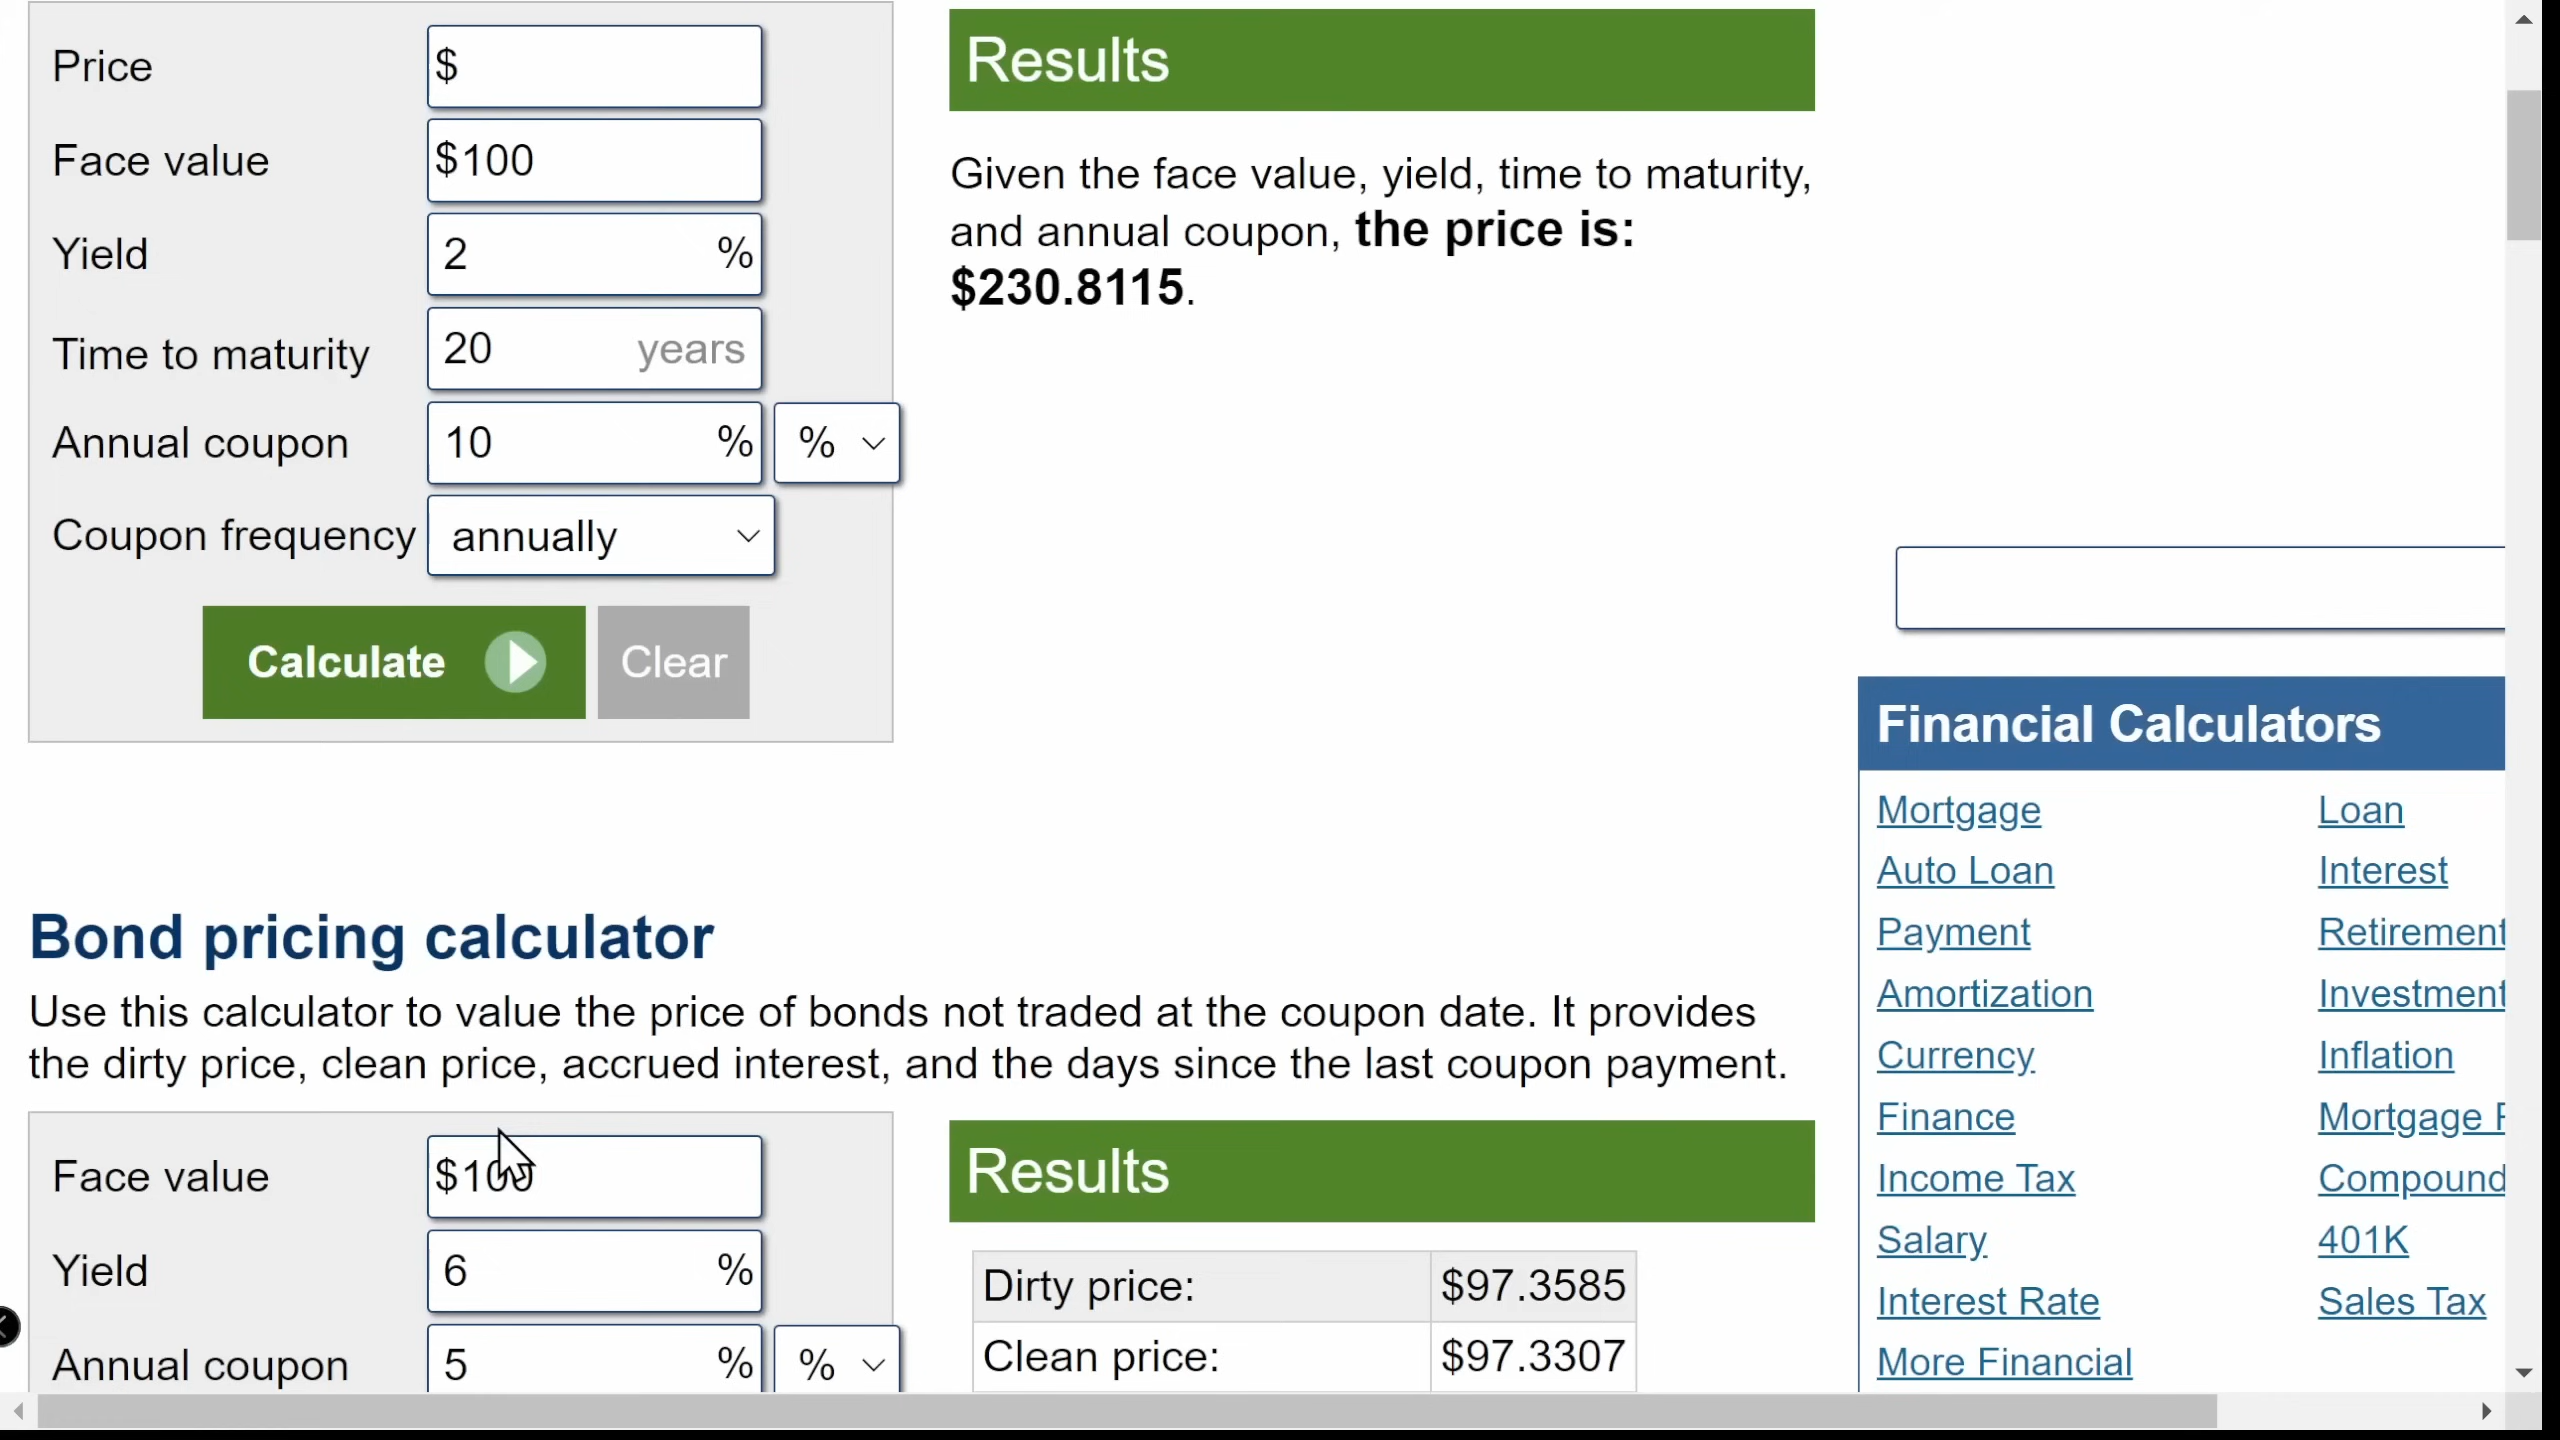 Price $
Face value $100
Yield 2 %
Time to maturity 20 years
Annual coupon 10 % %
Coupon frequency annually
Calculate Clear
Results
Given the face value, yield, time to maturity,
and annual coupon, the price is:
$230.8115.
Financial Calculators
Mortgage Loan
Auto Loan Interest
Payment Retirement
Amortization Investment
Currency Inflation
Finance Mortgage
Income Tax Compound
Salary 401K
Interest Rate Sales Tax
More Financial
Bond pricing calculator
Use this calculator to value the price of bonds not traded at the coupon date. It provides
the dirty price, clean price, accrued interest, and the days since the last coupon payment.
Face value $100
Yield 6 %
Annual coupon 5 % %
Results
Dirty price: $97.3585
Clean price: $97.3307